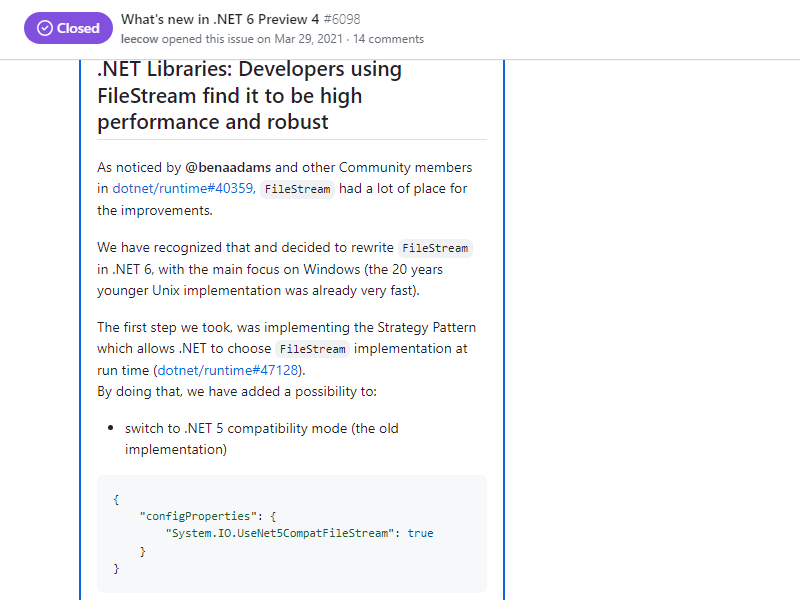 Closed
What's new in .NET 6 Preview 4 #6098
leecow opened this issue on Mar 29, 2021 · 14 comments
.NET Libraries: Developers using
FileStream find it to be high
performance and robust
As noticed by @benaadams and other Community members
in dotnet/runtime#40359, FileStream had a lot of place for
the improvements.
We have recognized that and decided to rewrite FileStream
in .NET 6, with the main focus on Windows (the 20 years
younger Unix implementation was already very fast).
The first step we took, was implementing the Strategy Pattern
which allows .NET to choose FileStream implementation at
run time (dotnet/runtime#47128).
By doing that, we have added a possibility to:
• switch to .NET 5 compatibility mode (the old
implementation)
{
    "configProperties": {
        "System.IO.UseNet5CompatFileStream": true
    }
}